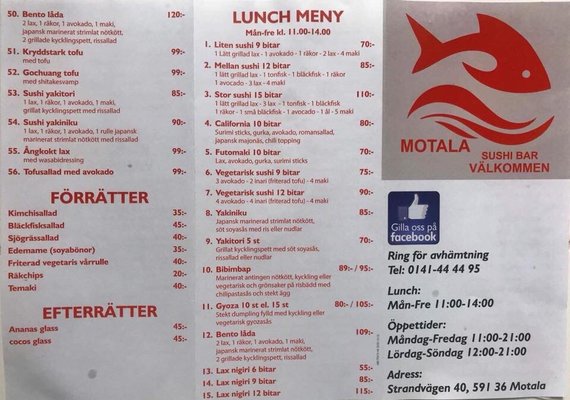 50. Bento låda 120:-
2 lax, 1 räkor, 1 avokado, 1 maki,
japansk marinerat strimlat nötkött,
2 grillade kycklingspett, rissallad
51. Kryddstark tofu 99:-
med tofu
52. Gochuang tofu 99:-
med shitakesvamp
53. Sushi yakitori 85:-
1 lax, 1 räkor, 1 avokado, 1 maki,
grillat kycklingspett med rissallad
54. Sushi yakiniku 90:-
1 lax, 1 räkor, 1 avokado, 1 rulle japansk
marinerat strimlat nötkött med rissallad
55. Ångkokt lax 99:-
med wasabidressing
56. Tofusallad med avokado 99:-
FÖRRÄTTER
Kimchisallad 35:-
Bläckfisksallad 45:-
Sjögrässallad 40:-
Edename (soyabönor) 35:-
Friterad vegetaris vårrulle 40:-
Räkchips 20:-
Temaki 40:-
EFTERRÄTTER
Ananas glass 45:-
cocos glass 45:-
LUNCH MENY
Mån-fre kl. 11.00-14.00
1. Liten sushi 9 bitar 70:-
1 Lätt grillad lax - 1 avokado - 1 räkor - 2 lax - 4 maki
2. Mellan sushi 12 bitar 85:-
1 lätt grillad lax - 1 tonfisk - 1 bläckfisk - 1 räkor
1 avokado - 3 lax - 4 maki
3. Stor sushi 15 bitar 110:-
1 lätt grillad lax - 3 lax - 1 tonfisk - 1 bläckfisk
1 räkor - 1 små bläckfisk - 1 avocado - 1 ål - 5 maki
4. California 10 bitar 80:-
Surimi sticks, gurka, avokado, romansallad,
japansk majonäs, chili topping
5. Futomaki 10 bitar 70:-
Lax, avokado, gurka, surimi sticks
6. Vegetarisk sushi 9 bitar 75:-
3 avokado - 2 inari (friterad tofu) - 4 maki
7. Vegetarisk sushi 12 bitar 90:-
4 avokado - 2 inari (friterad tofu) - 4 maki
8. Yakiniku 85:-
Japansk marinerat strimlat nötkött,
söt soyasås med ris eller nudlar
9. Yakitori 5 st 70:-
Grillat kycklingspett med söt soyasås,
rissallad eller nudlar
10. Bibimbap 89:- / 95:-
Marinerat antingen nötkött, kyckling eller
vegetarisk och grönsaker på risbädd med
chilipastasås och stekt ägg
11. Gyoza 10 st el. 15 st 80:- / 105:-
Stekt dumpling fylld med kyckling eller
vegetarisk gyozasås
12. Bento låda 109:-
2 lax, 1 räkor, 1 avokado, 1 maki,
japansk marinerat strimlat nötkött,
2 grillade kycklingspett, rissallad
13. Lax nigiri 6 bitar 55:-
14. Lax nigiri 9 bitar 85:-
15. Lax nigiri 12 bitar 115:-
MOTALA
SUSHI BAR
VÄLKOMMEN
Gilla oss på
facebook
Ring för avhämtning
Tel: 0141-44 44 95
Lunch:
Mån-Fre 11:00-14:00
Öppettider:
Måndag-Fredag 11:00-21:00
Lördag-Söndag 12:00-21:00
Adress:
Strandvägen 40, 591 36 Motala